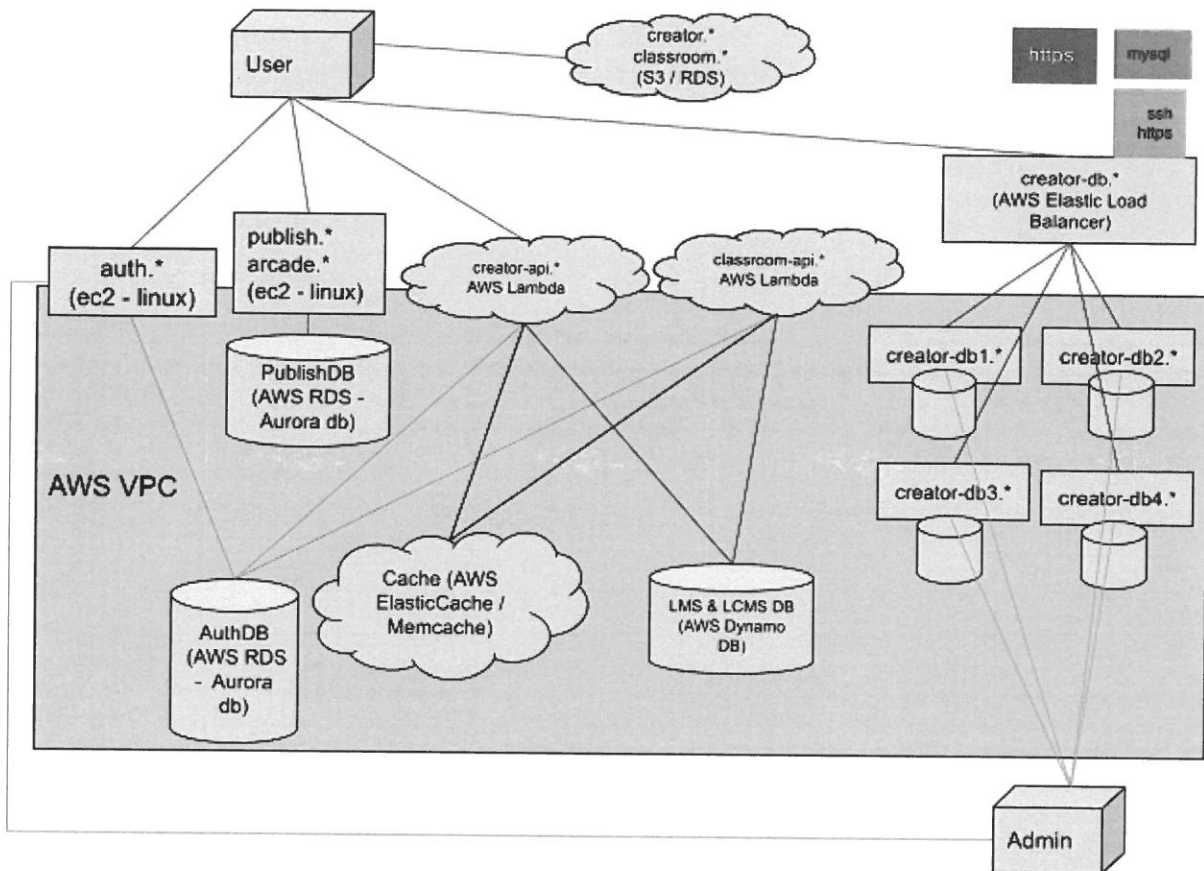 User
creator.*
classroom.*
(S3 / RDS)
https
mysql
ssh
https
creator-db.*
(AWS Elastic Load
Balancer)
auth.*
(ec2 - linux)
publish.*
arcade.*
(ec2 - linux)
creator-api.*
AWS Lambda
classroom-api.*
AWS Lambda
PublishDB
(AWS RDS -
Aurora db)
creator-db1.*
creator-db2.*
AWS VPC
creator-db3.*
creator-db4.*
Cache (AWS
ElasticCache /
Memcache)
AuthDB
(AWS RDS
- Aurora
db)
LMS & LCMS DB
(AWS Dynamo
DB)
Admin